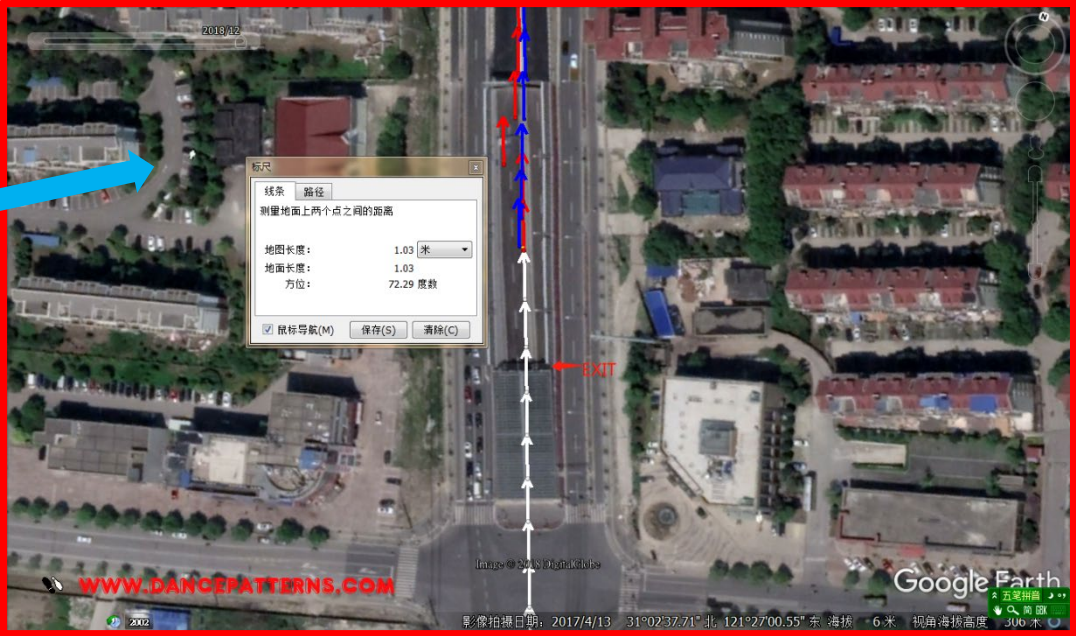 2018/12
标尺
线条 路径
测量地面上两个点之间的距离
地图长度: 1.03 米
地面长度: 1.03
方位: 72.29 度数
鼠标导航(M) 保存(S) 清除(C)
N
EXIT
Image © 2018 DigitalGlobe
WWW.DANCEPATTERNS.COM
Google Earth
五笔拼音
简
2002
影像拍摄日期: 2017/4/13 31°02'37.71" 北 121°27'00.55" 东 海拔 6 米 视角海拔高度 306 米